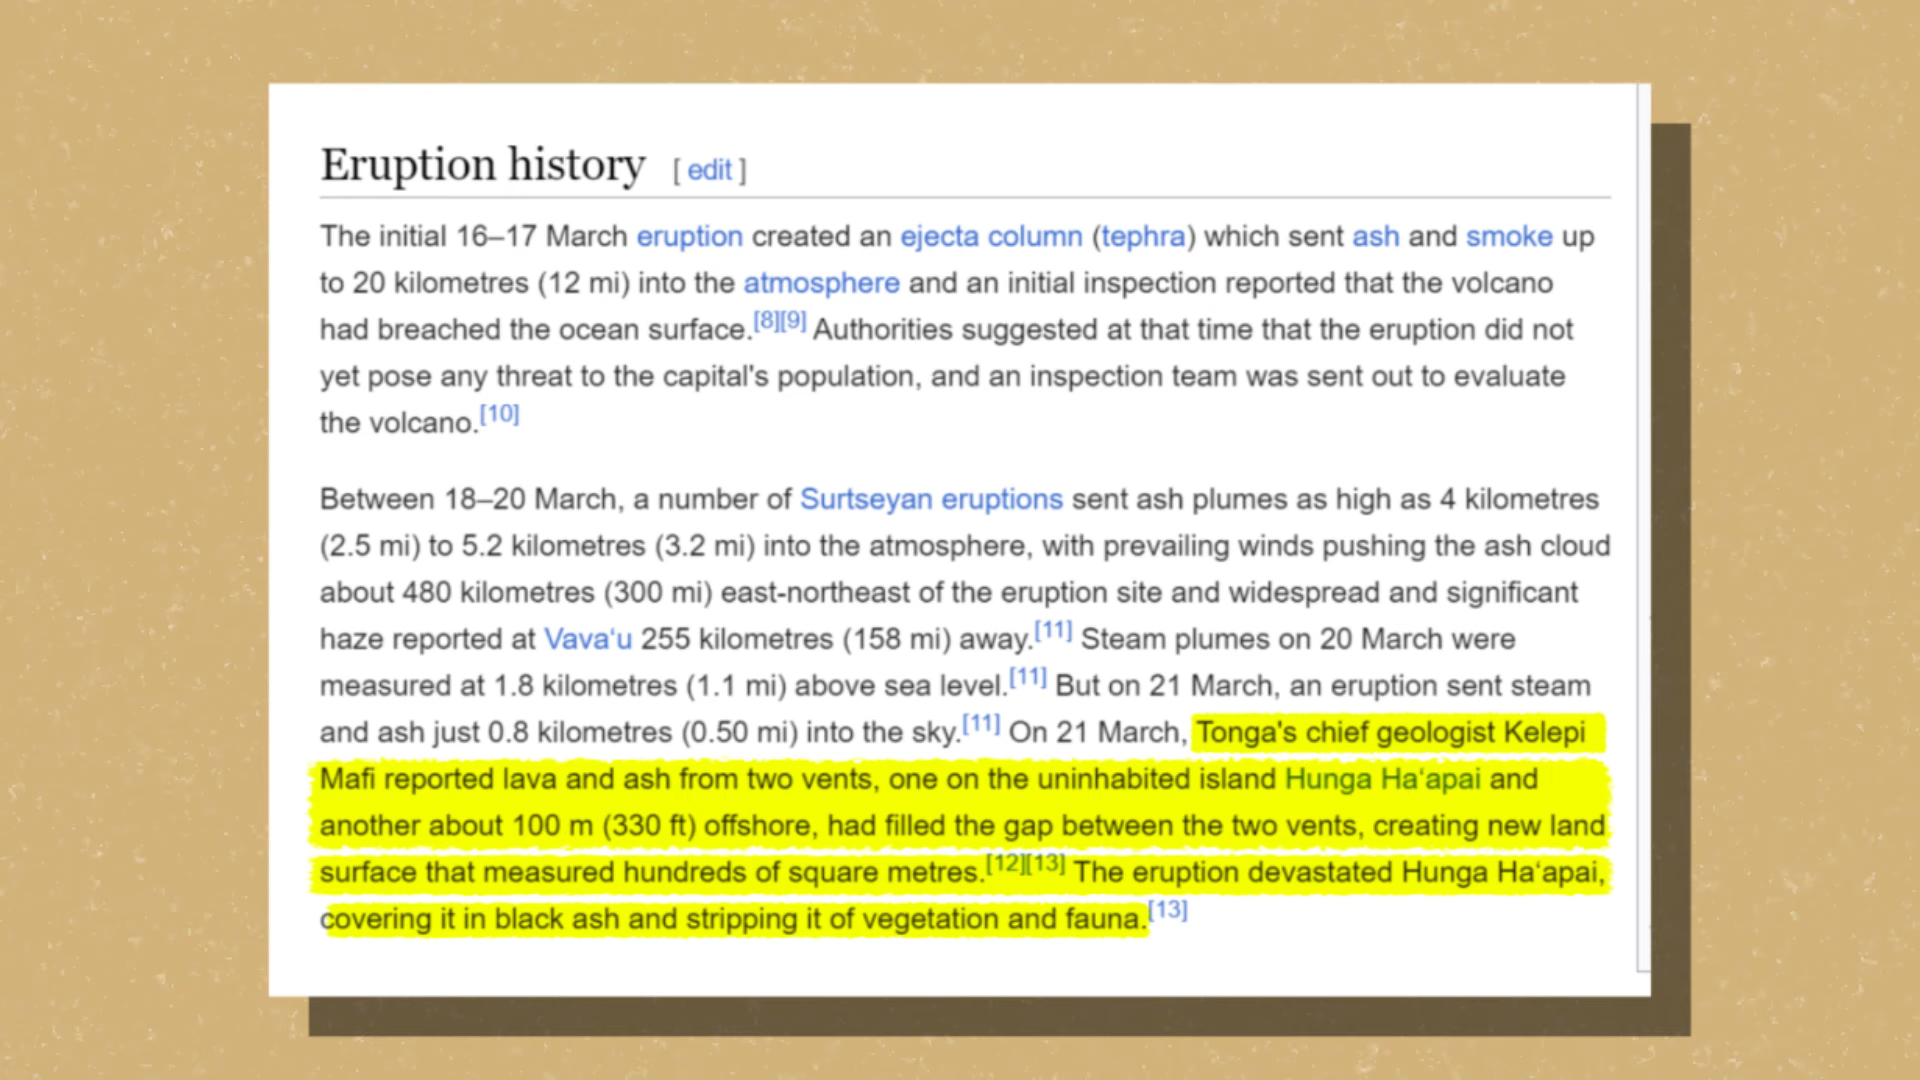 Eruption history [ edit ]
The initial 16–17 March eruption created an ejecta column (tephra) which sent ash and smoke up
to 20 kilometres (12 mi) into the atmosphere and an initial inspection reported that the volcano
had breached the ocean surface.[8][9] Authorities suggested at that time that the eruption did not
yet pose any threat to the capital's population, and an inspection team was sent out to evaluate
the volcano.[10]
Between 18–20 March, a number of Surtseyan eruptions sent ash plumes as high as 4 kilometres
(2.5 mi) to 5.2 kilometres (3.2 mi) into the atmosphere, with prevailing winds pushing the ash cloud
about 480 kilometres (300 mi) east-northeast of the eruption site and widespread and significant
haze reported at Vavaʻu 255 kilometres (158 mi) away.[11] Steam plumes on 20 March were
measured at 1.8 kilometres (1.1 mi) above sea level.[11] But on 21 March, an eruption sent steam
and ash just 0.8 kilometres (0.50 mi) into the sky.[11] On 21 March, Tonga's chief geologist Kelepi
Mafi reported lava and ash from two vents, one on the uninhabited island Hunga Haʻapai and
another about 100 m (330 ft) offshore, had filled the gap between the two vents, creating new land
surface that measured hundreds of square metres.[12][13] The eruption devastated Hunga Haʻapai,
covering it in black ash and stripping it of vegetation and fauna.[13]